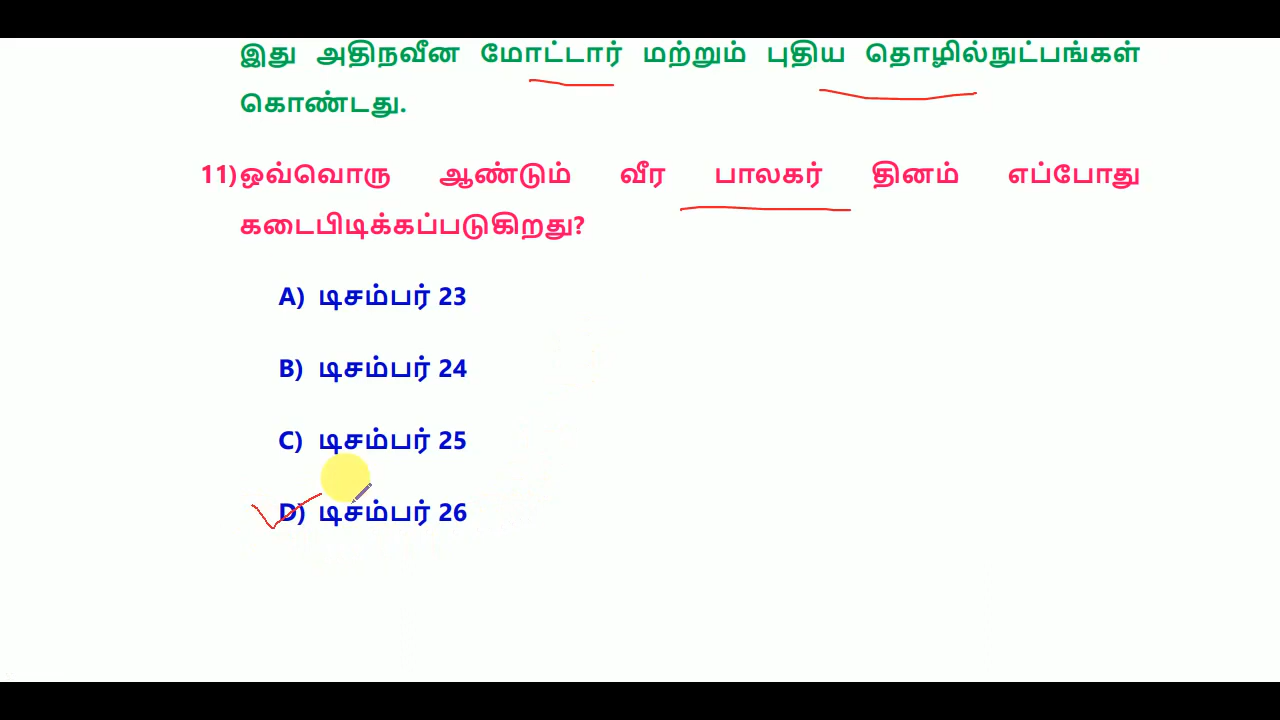 இது அதிநவீன மோட்டார் மற்றும் புதிய தொழில்நுட்பங்கள்
கொண்டது.
11)ஒவ்வொரு ஆண்டும் வீர பாலகர் தினம் எப்போது
கடைபிடிக்கப்படுகிறது?
A) டிசம்பர் 23
B) டிசம்பர் 24
C) டிசம்பர் 25
D) டிசம்பர் 26